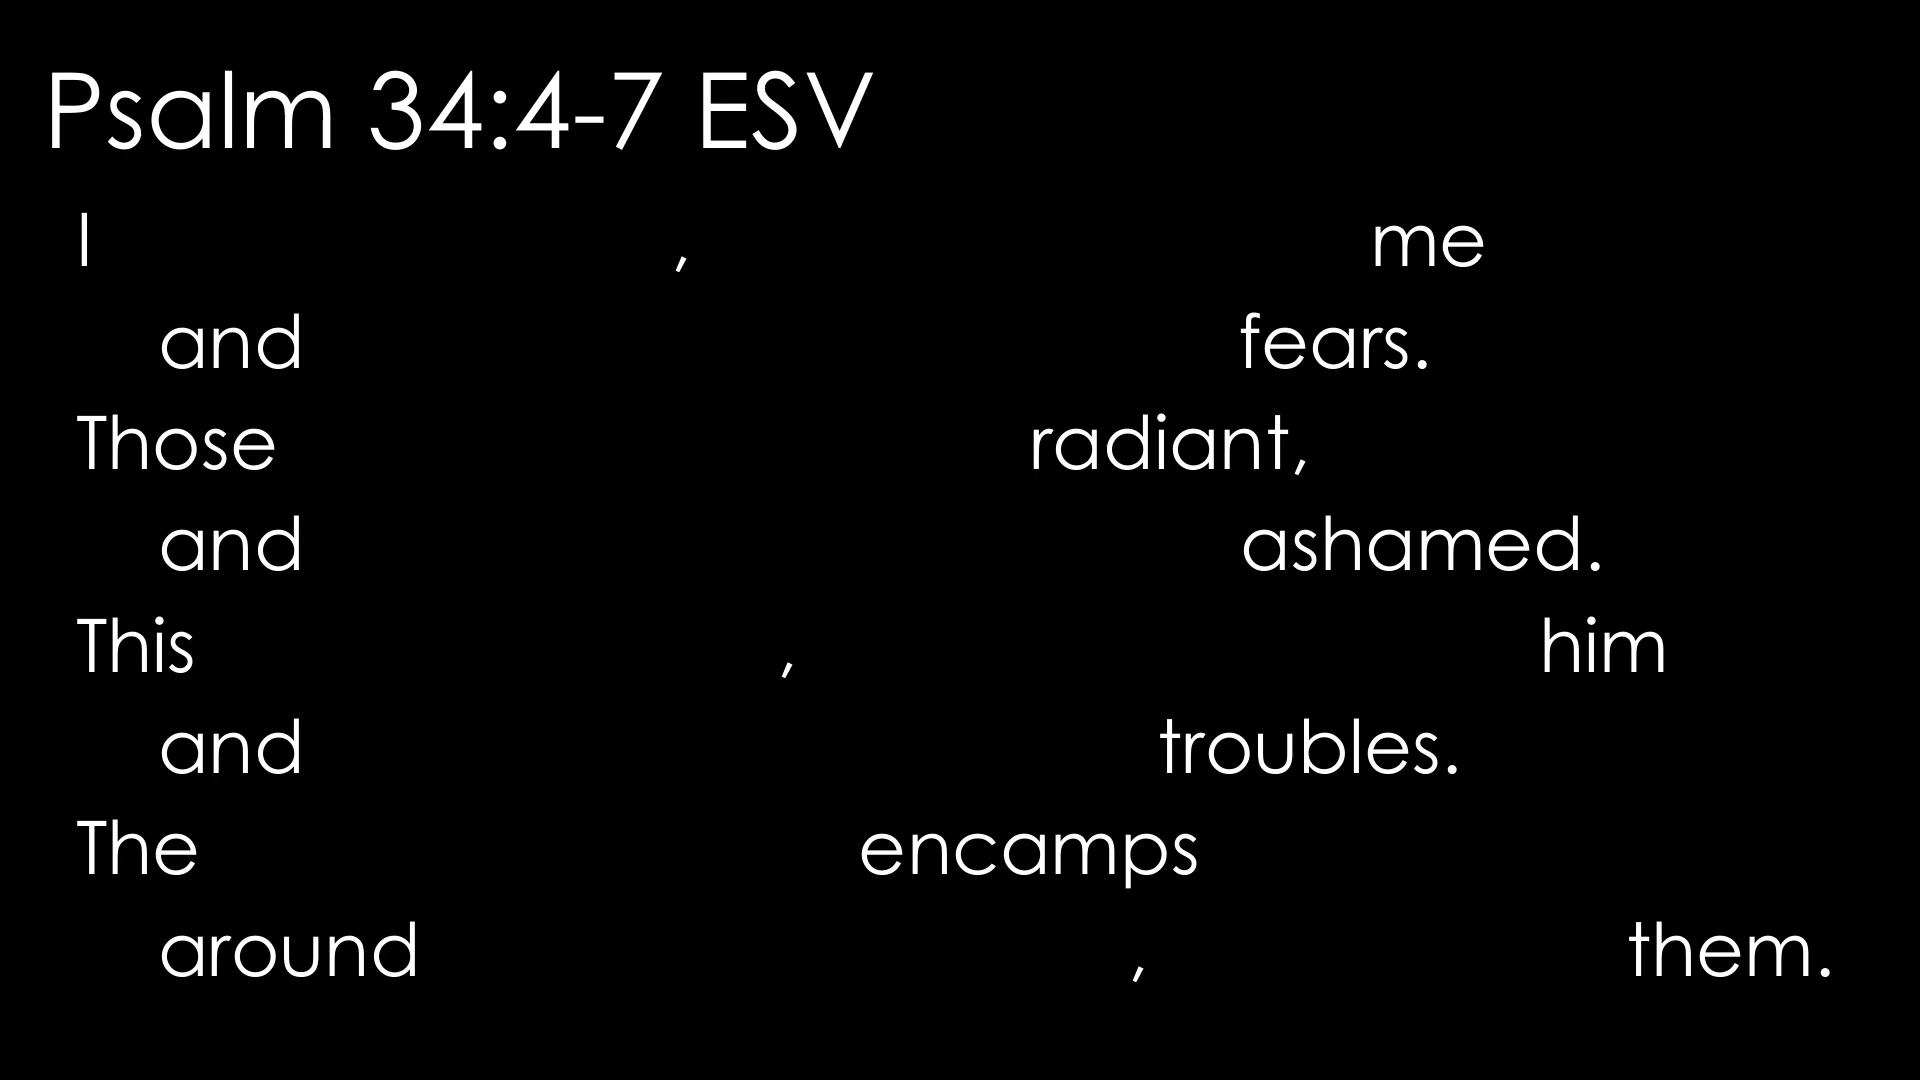 Psalm 34:4-7 ESV
I , me
and fears.
Those radiant,
and ashamed.
This , him
and troubles.
The encamps
around , them.